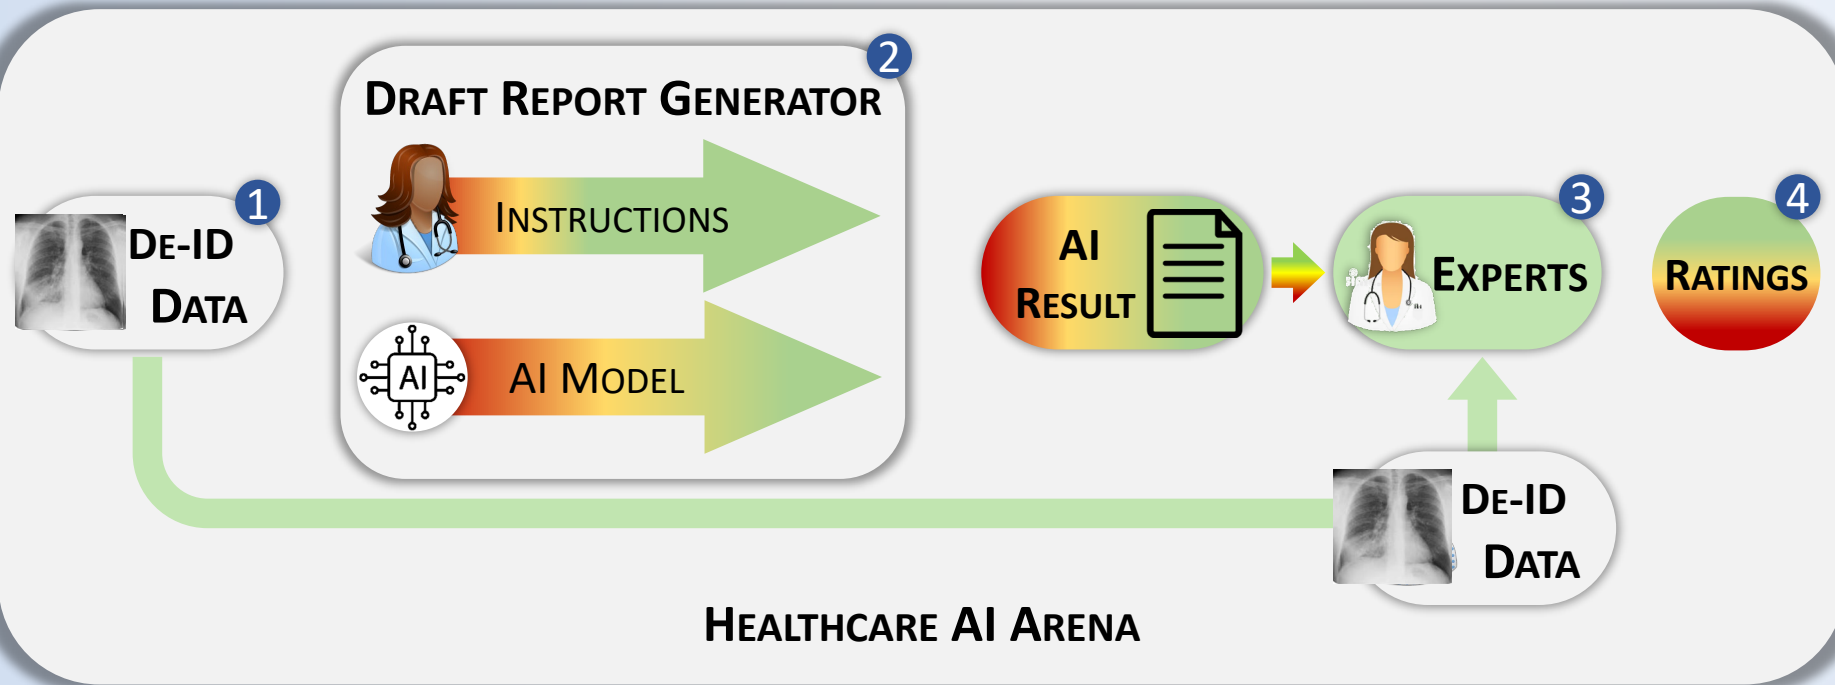 1
DE-ID
DATA
2
DRAFT REPORT GENERATOR
INSTRUCTIONS
AI
AI MODEL
AI
RESULT
3
EXPERTS
4
RATINGS
DE-ID
DATA
HEALTHCARE AI ARENA